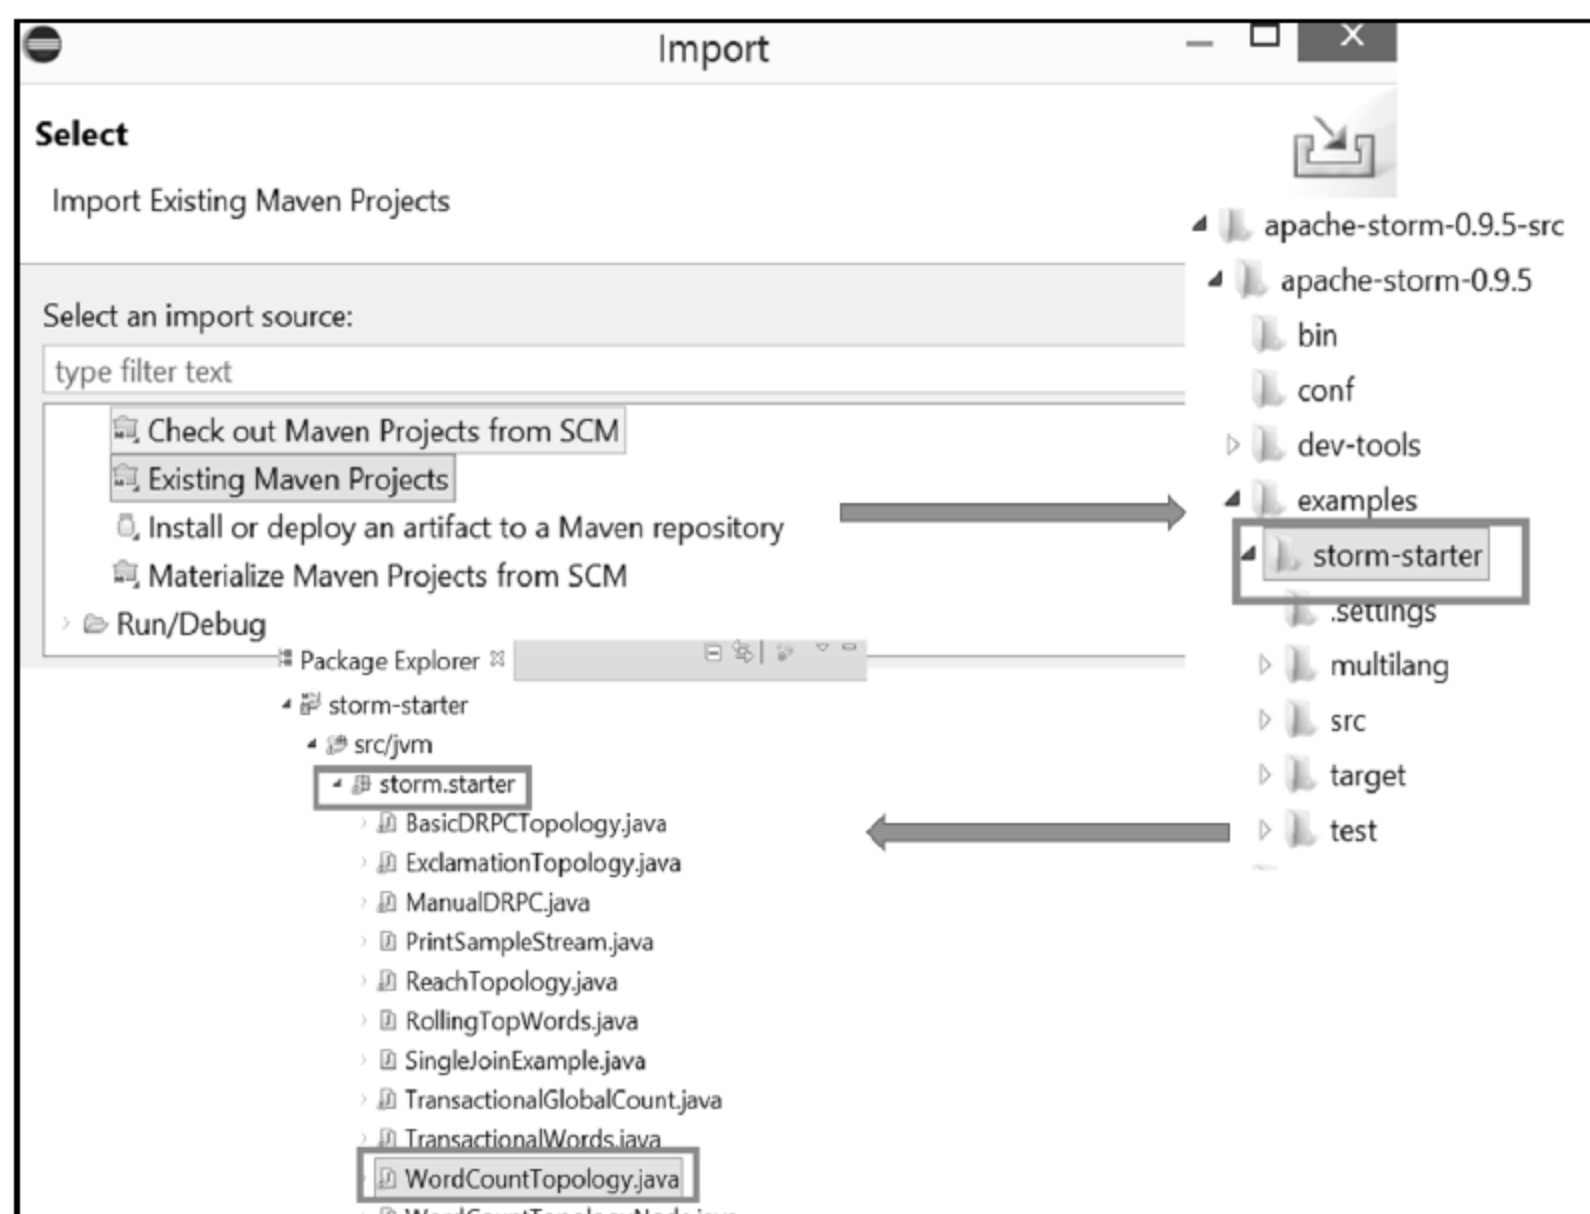 Import
Select
Import Existing Maven Projects
Select an import source:
type filter text
Check out Maven Projects from SCM
Existing Maven Projects
Install or deploy an artifact to a Maven repository
Materialize Maven Projects from SCM
Run/Debug
apache-storm-0.9.5-src
apache-storm-0.9.5
bin
conf
dev-tools
examples
storm-starter
.settings
multilang
src
target
test
Package Explorer
storm-starter
src/jvm
storm.starter
BasicDRPCTopology.java
ExclamationTopology.java
ManualDRPC.java
PrintSampleStream.java
ReachTopology.java
RollingTopWords.java
SingleJoinExample.java
TransactionalGlobalCount.java
TransactionalWords.java
WordCountTopology.java
WordCountTopologyNode.java